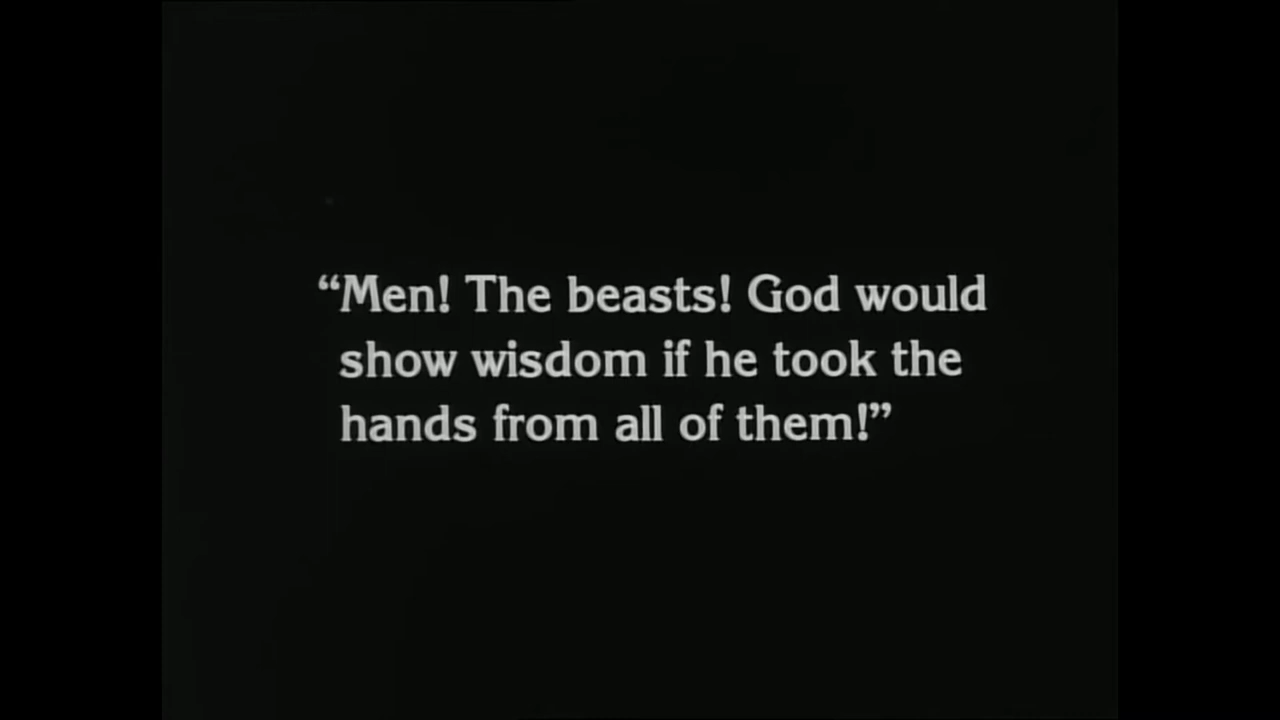 “Men! The beasts! God would
show wisdom if he took the
hands from all of them!”